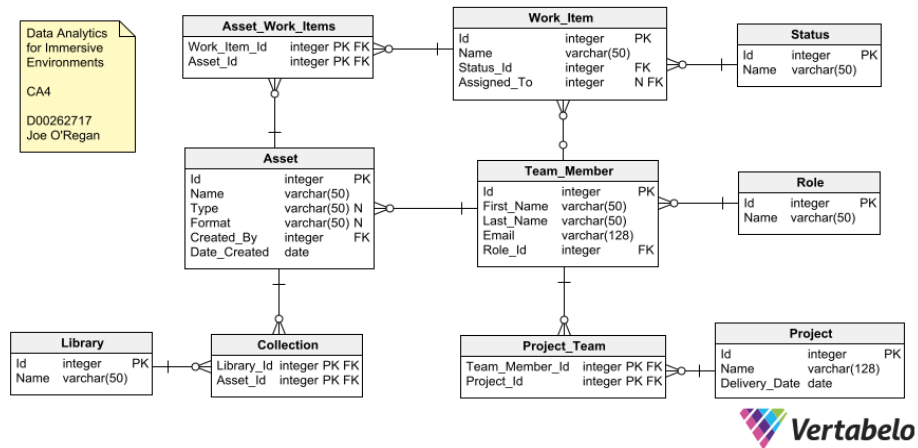 Data Analytics
for Immersive
Environments
CA4
D00262717
Joe O'Regan
Asset_Work_Items
Work_Item_Id integer PK FK
Asset_Id integer PK FK
Work_Item
Id integer PK
Name varchar(50)
Status_Id integer FK
Assigned_To integer N FK
Status
Id integer PK
Name varchar(50)
Asset
Id integer PK
Name varchar(50)
Type varchar(50) N
Format varchar(50) N
Created_By integer FK
Date_Created date
Team_Member
Id integer PK
First_Name varchar(50)
Last_Name varchar(50)
Email varchar(128)
Role_Id integer FK
Role
Id integer PK
Name varchar(50)
Library
Id integer PK
Name varchar(50)
Collection
Library_Id integer PK FK
Asset_Id integer PK FK
Project_Team
Team_Member_Id integer PK FK
Project_Id integer PK FK
Project
Id integer PK
Name varchar(128)
Delivery_Date date
Vertabelo